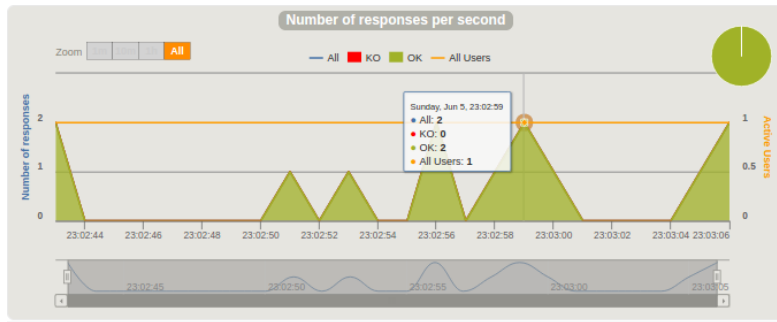 Number of responses per second
Zoom All
All KO OK All Users
Number of responses
2
1
0
Sunday, Jun 5, 23:02:59
All: 2
KO: 0
OK: 2
All Users: 1
1
0.5
0
Active Users
23:02:44 23:02:46 23:02:48 23:02:50 23:02:52 23:02:54 23:02:56 23:02:58 23:03:00 23:03:02 23:03:04 23:03:06
23:02:45 23:02:50 23:02:55 23:03:00 23:03:05